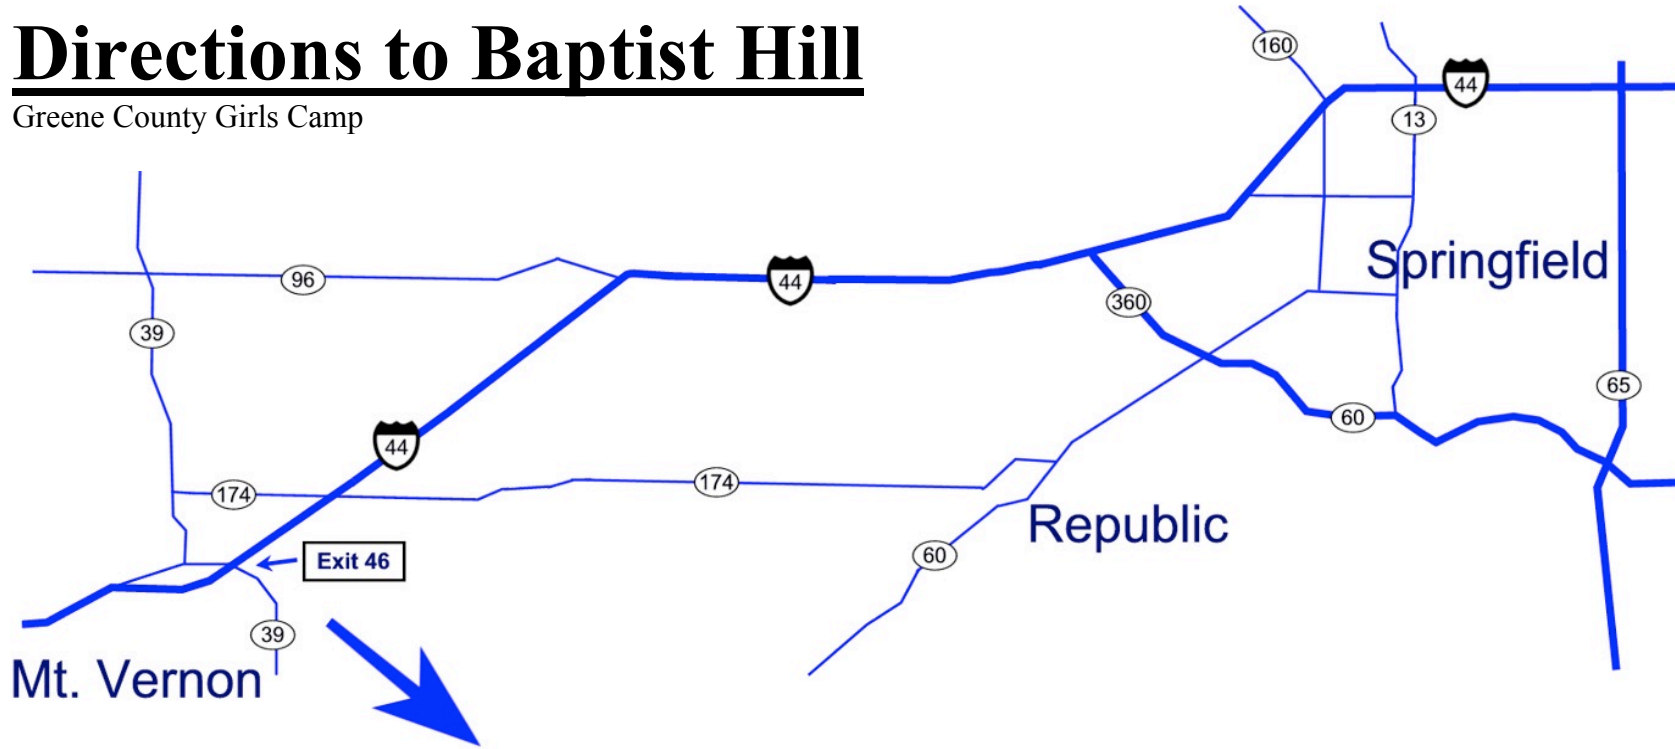 Directions to Baptist Hill
Greene County Girls Camp
160
44
13
Springfield
96
44
360
39
65
60
44
174
174
Republic
Exit 46
60
39
Mt. Vernon